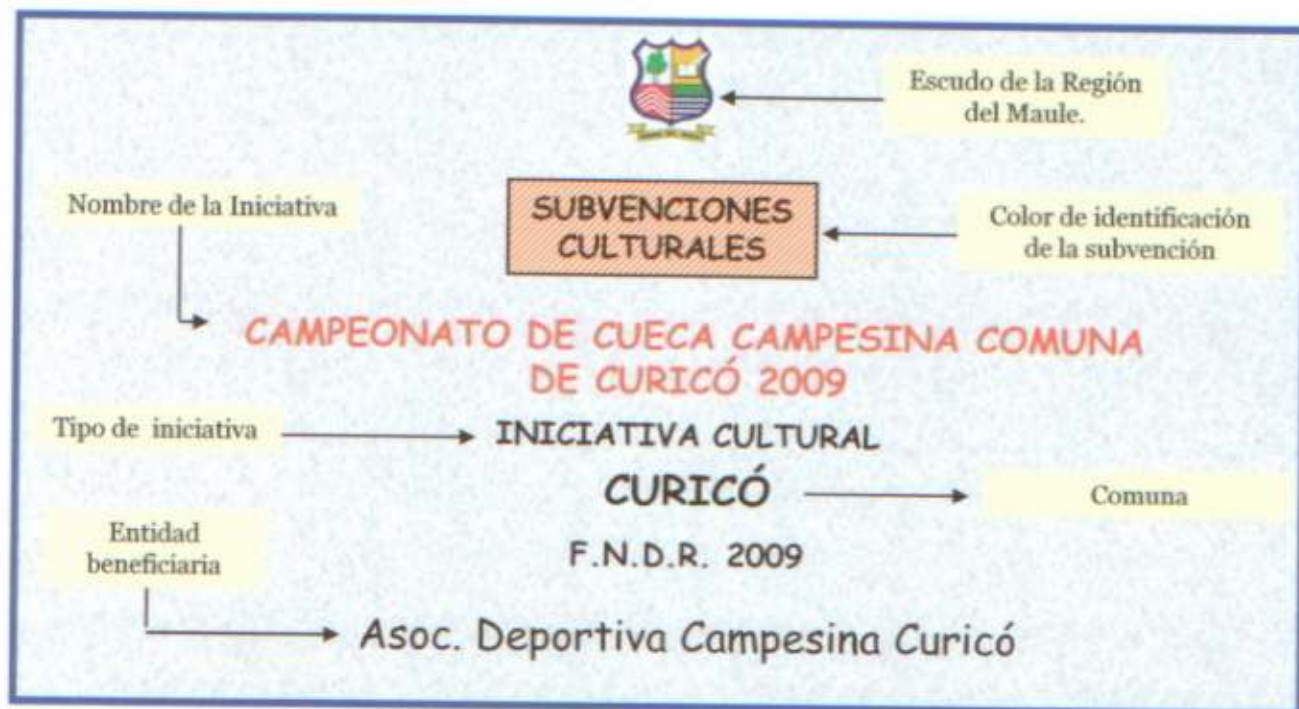 Escudo de la Región
del Maule.
Nombre de la Iniciativa
SUBVENCIONES
CULTURALES
Color de identificación
de la subvención
CAMPEONATO DE CUECA CAMPESINA COMUNA
DE CURICÓ 2009
Tipo de iniciativa
INICIATIVA CULTURAL
CURICÓ
Comuna
Entidad
beneficiaria
F.N.D.R. 2009
Asoc. Deportiva Campesina Curicó